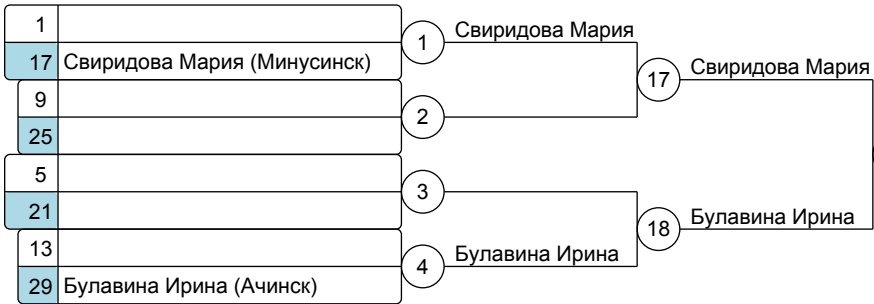 1
17 Свиридова Мария (Минусинск)
9
25
5
21
13
29 Булавина Ирина (Ачинск)
1 Свиридова Мария
2
3
4 Булавина Ирина
17 Свиридова Мария
18 Булавина Ирина